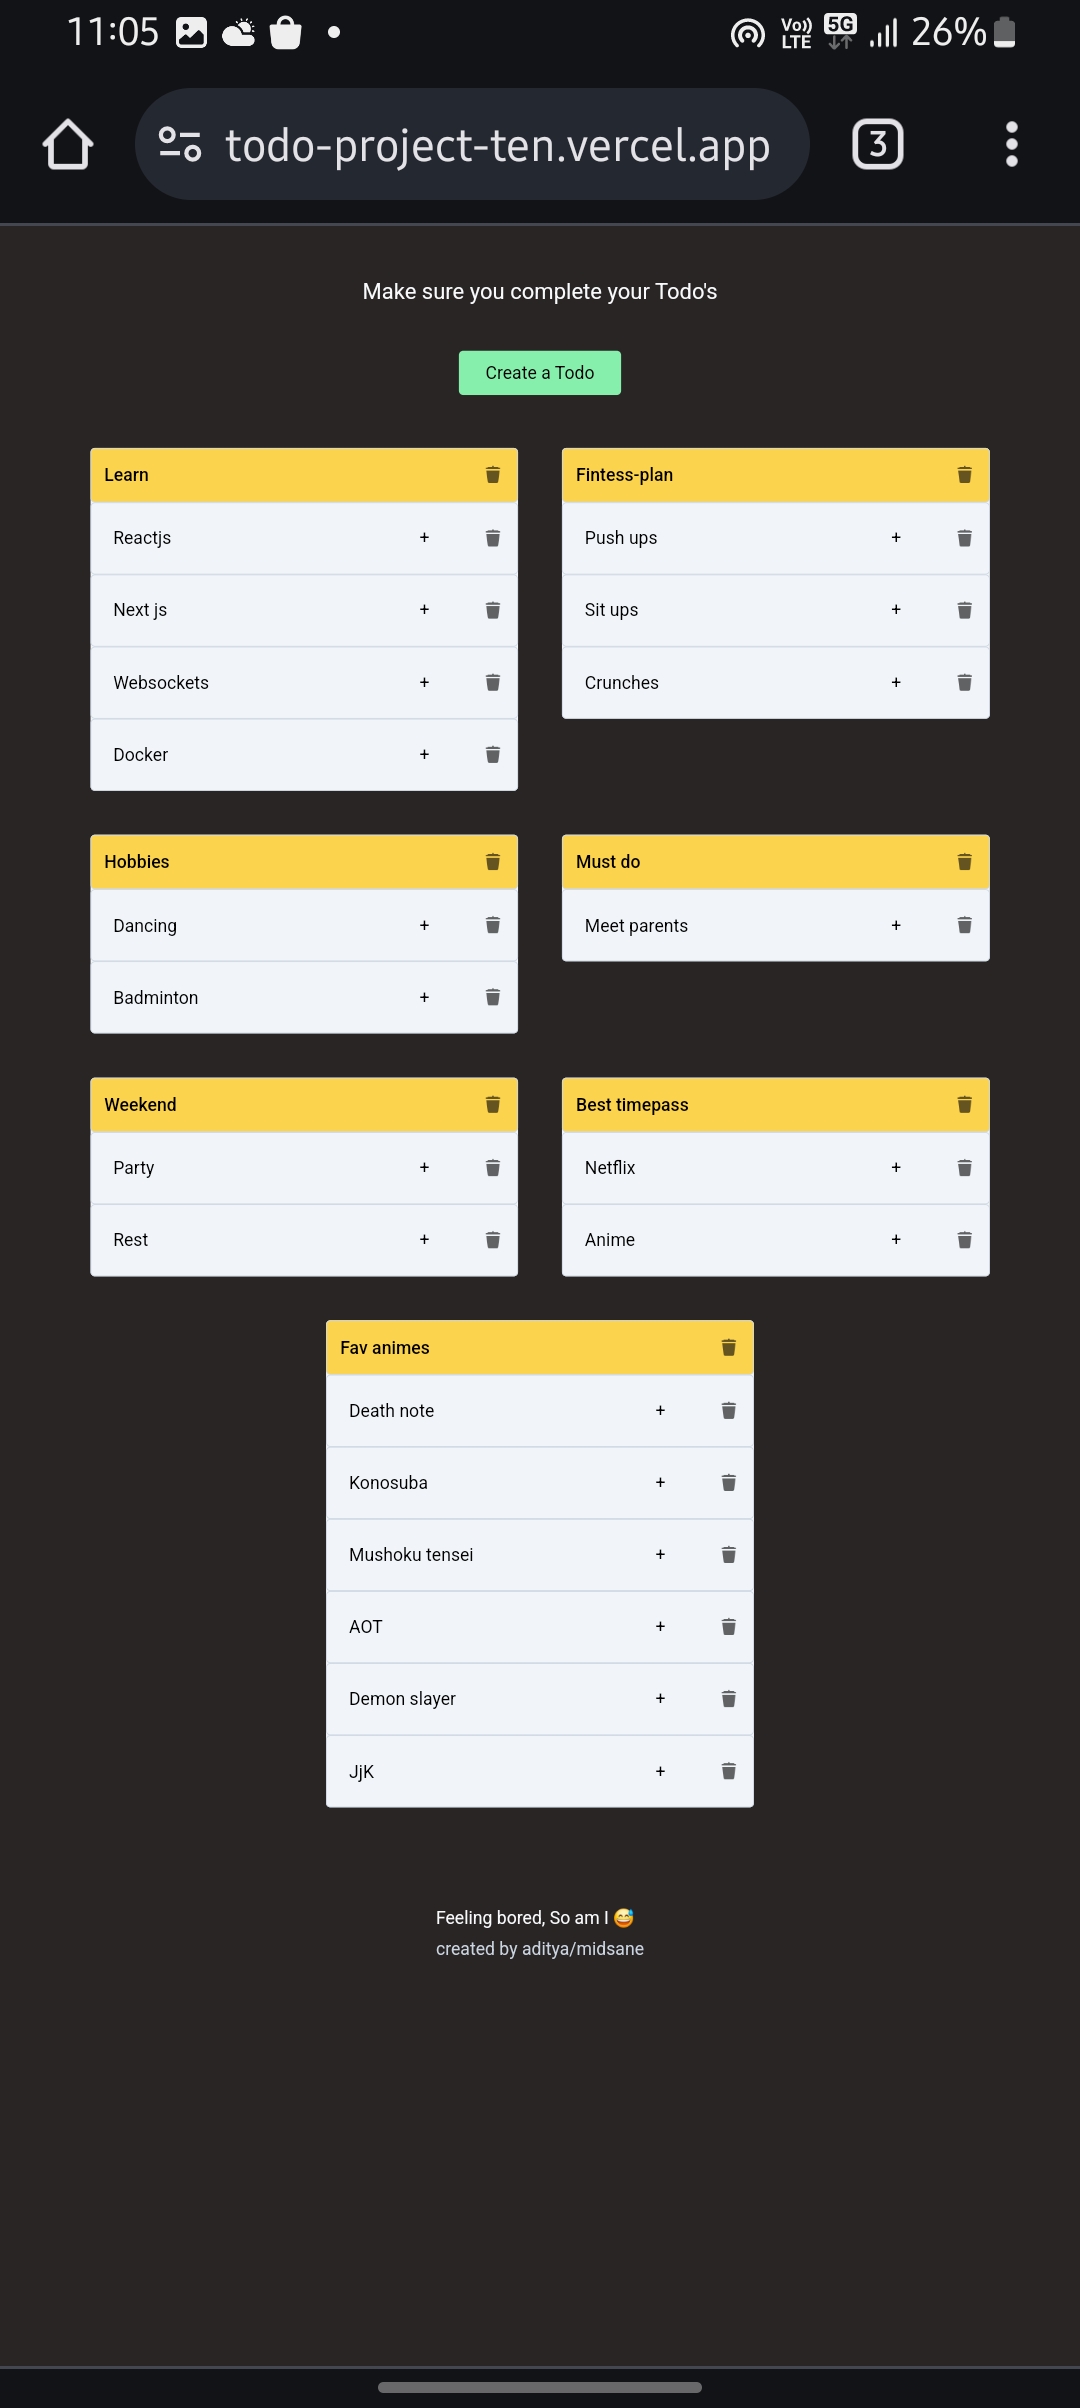 11:05
Vo)) LTE 5G 26%
todo-project-ten.vercel.app
3
Make sure you complete your Todo's
Create a Todo
Learn
Reactjs +
Next js +
Websockets +
Docker +
Fintess-plan
Push ups +
Sit ups +
Crunches +
Hobbies
Dancing +
Badminton +
Must do
Meet parents +
Weekend
Party +
Rest +
Best timepass
Netflix +
Anime +
Fav animes
Death note +
Konosuba +
Mushoku tensei +
AOT +
Demon slayer +
JjK +
Feeling bored, So am I 😅
created by aditya/midsane